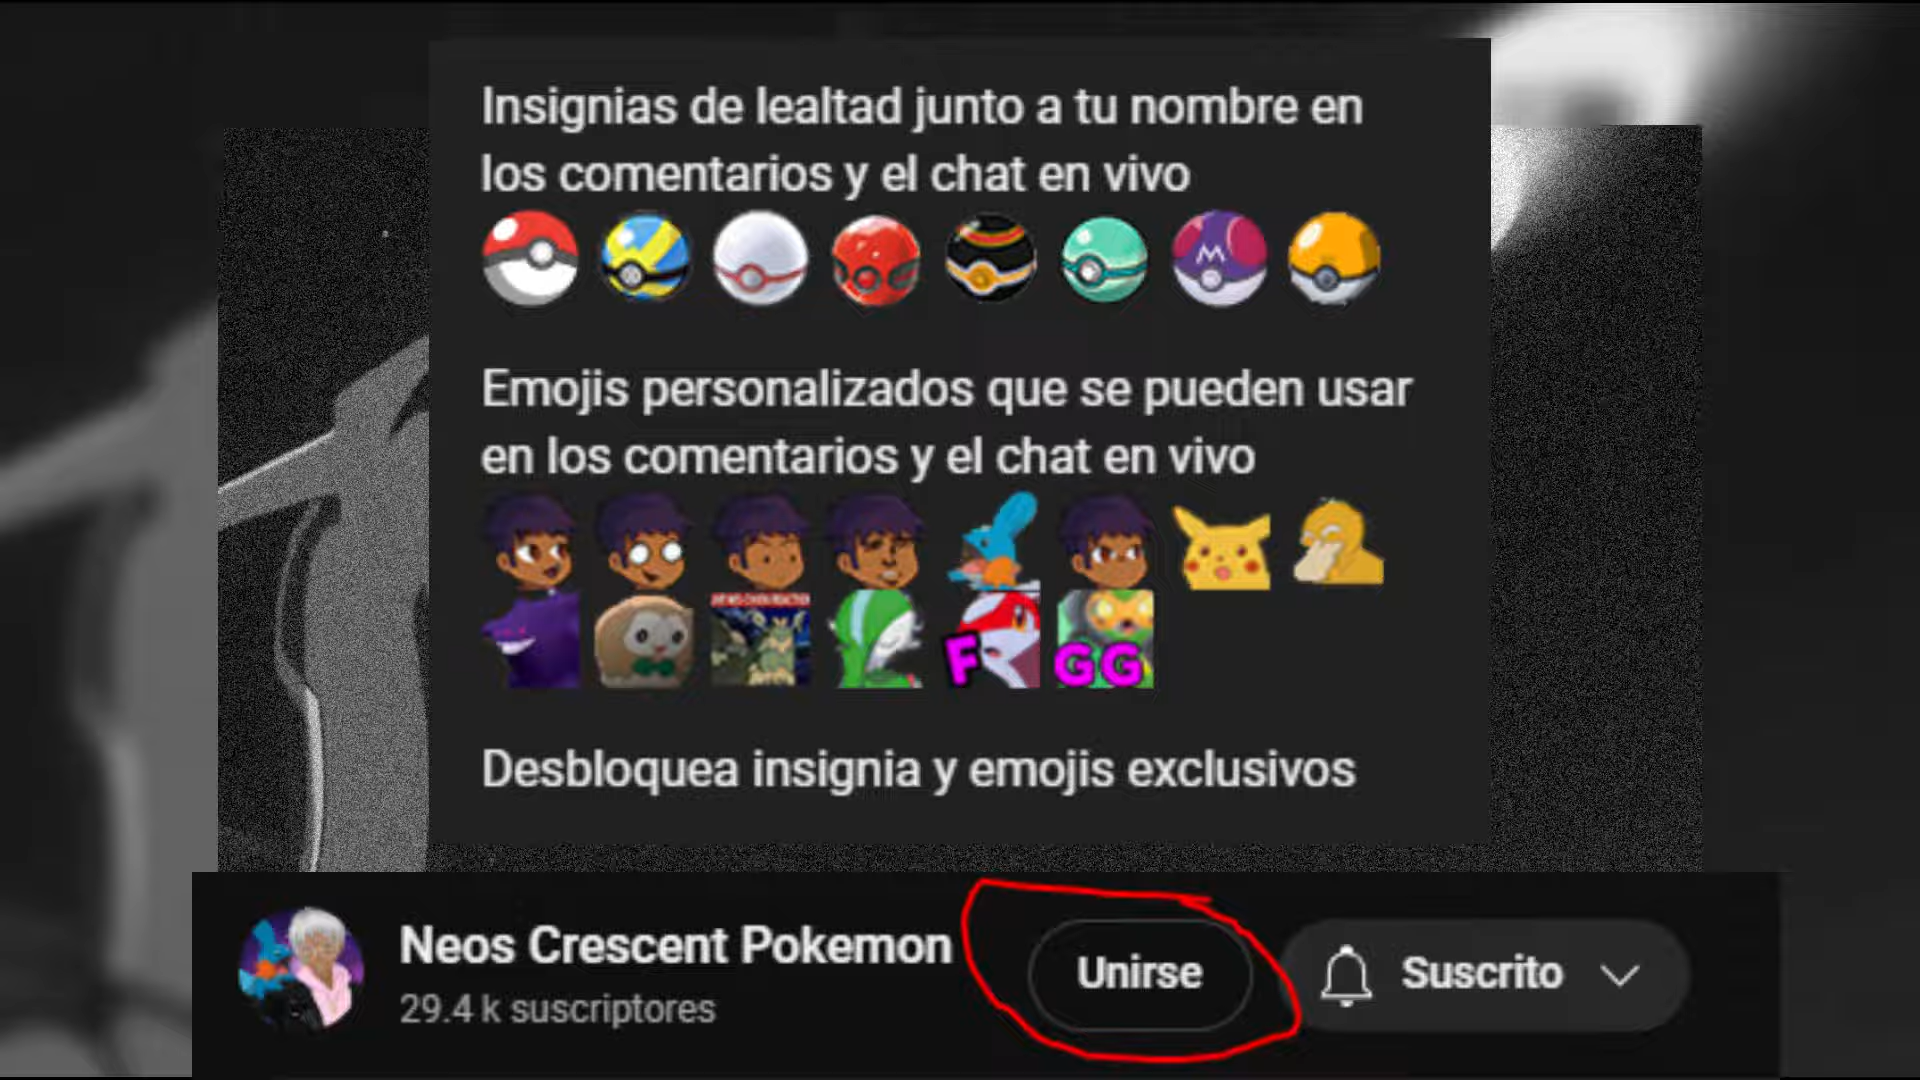 Insignias de lealtad junto a tu nombre en
los comentarios y el chat en vivo
M
Emojis personalizados que se pueden usar
en los comentarios y el chat en vivo
F
GG
Desbloquea insignia y emojis exclusivos
Neos Crescent Pokemon
29.4 k suscriptores
Unirse
Suscrito